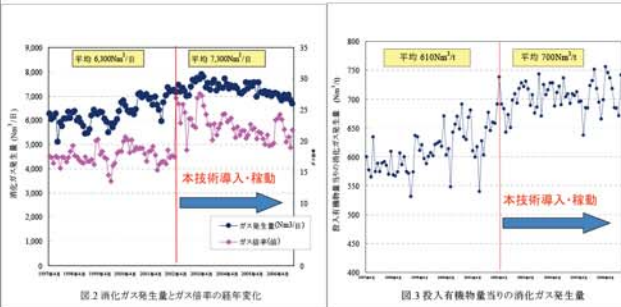 平均 6,300Nm³/日
平均 7,300Nm³/日
消化ガス発生量 (Nm³/日)
9,000
8,000
7,000
6,000
5,000
4,000
3,000
2,000
1,000
0
35
30
25
20
15
10
0
本技術導入・稼動
ガス発生量(Nm3/日)
ガス倍率(倍)
図.2 消化ガス発生量とガス倍率の経年変化
平均 610Nm³/t
平均 700Nm³/t
投入有機物量当りの消化ガス発生量 (Nm³/t)
800
750
700
650
600
550
500
450
400
本技術導入・稼動
図.3 投入有機物量当りの消化ガス発生量